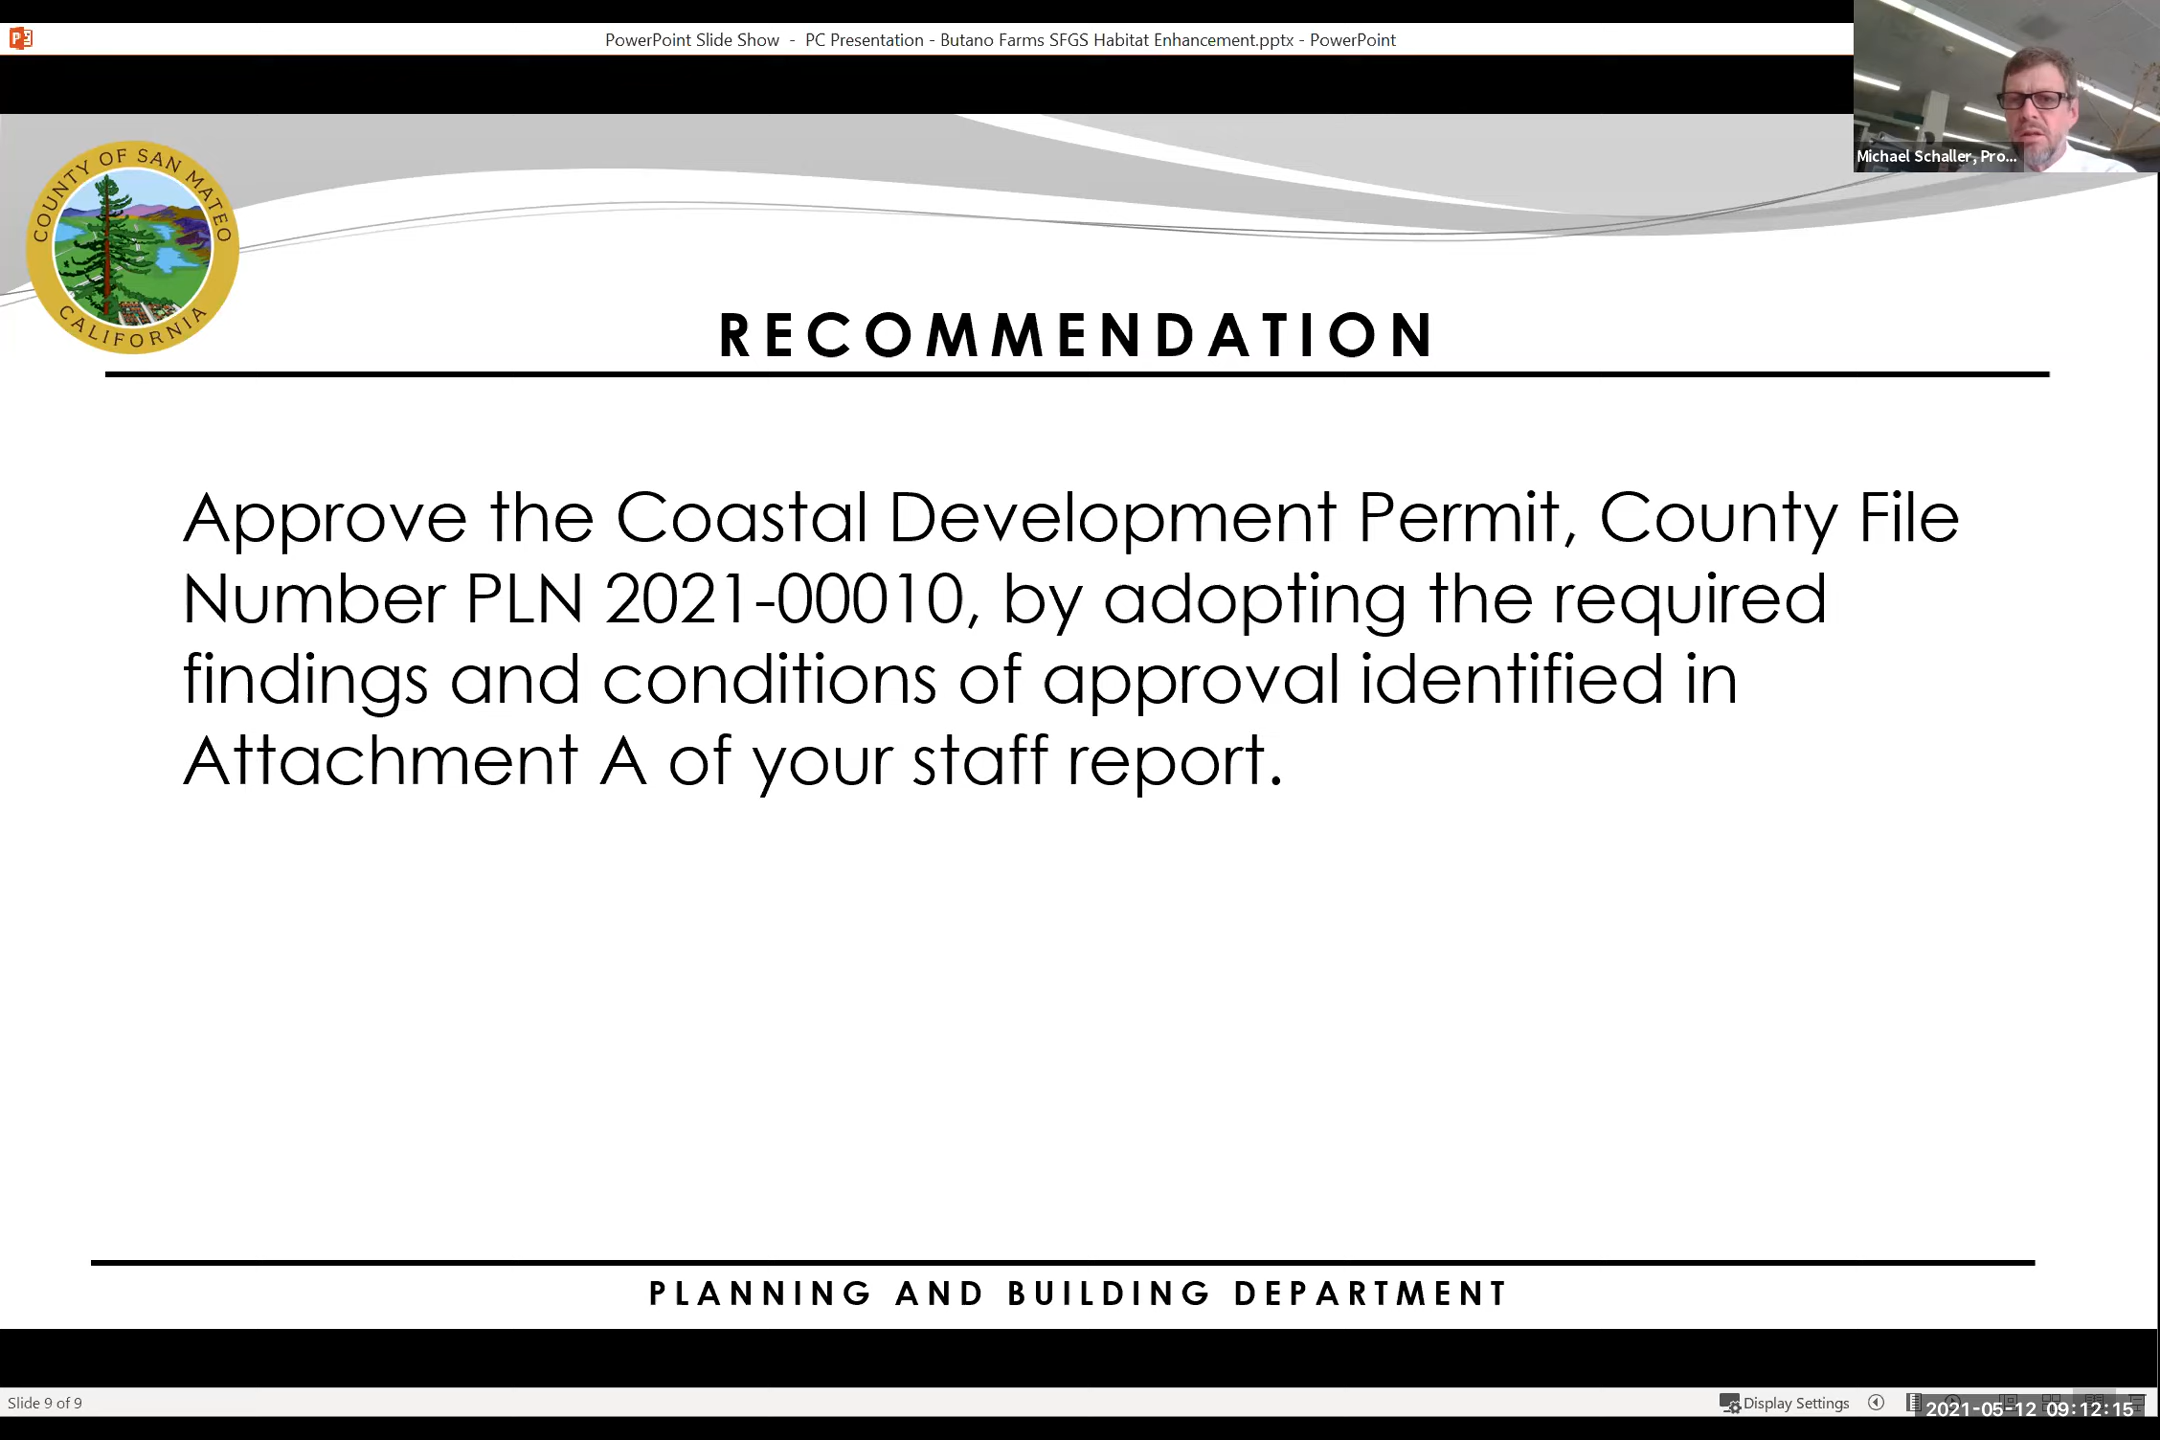 PowerPoint Slide Show - PC Presentation - Butano Farms SFGS Habitat Enhancement.pptx - PowerPoint
Michael Schaller, Pro...
COUNTY OF SAN MATEO
CALIFORNIA
RECOMMENDATION
Approve the Coastal Development Permit, County File
Number PLN 2021-00010, by adopting the required
findings and conditions of approval identified in
Attachment A of your staff report.
PLANNING AND BUILDING DEPARTMENT
Slide 9 of 9
Display Settings
2021-05-12 09:12:15